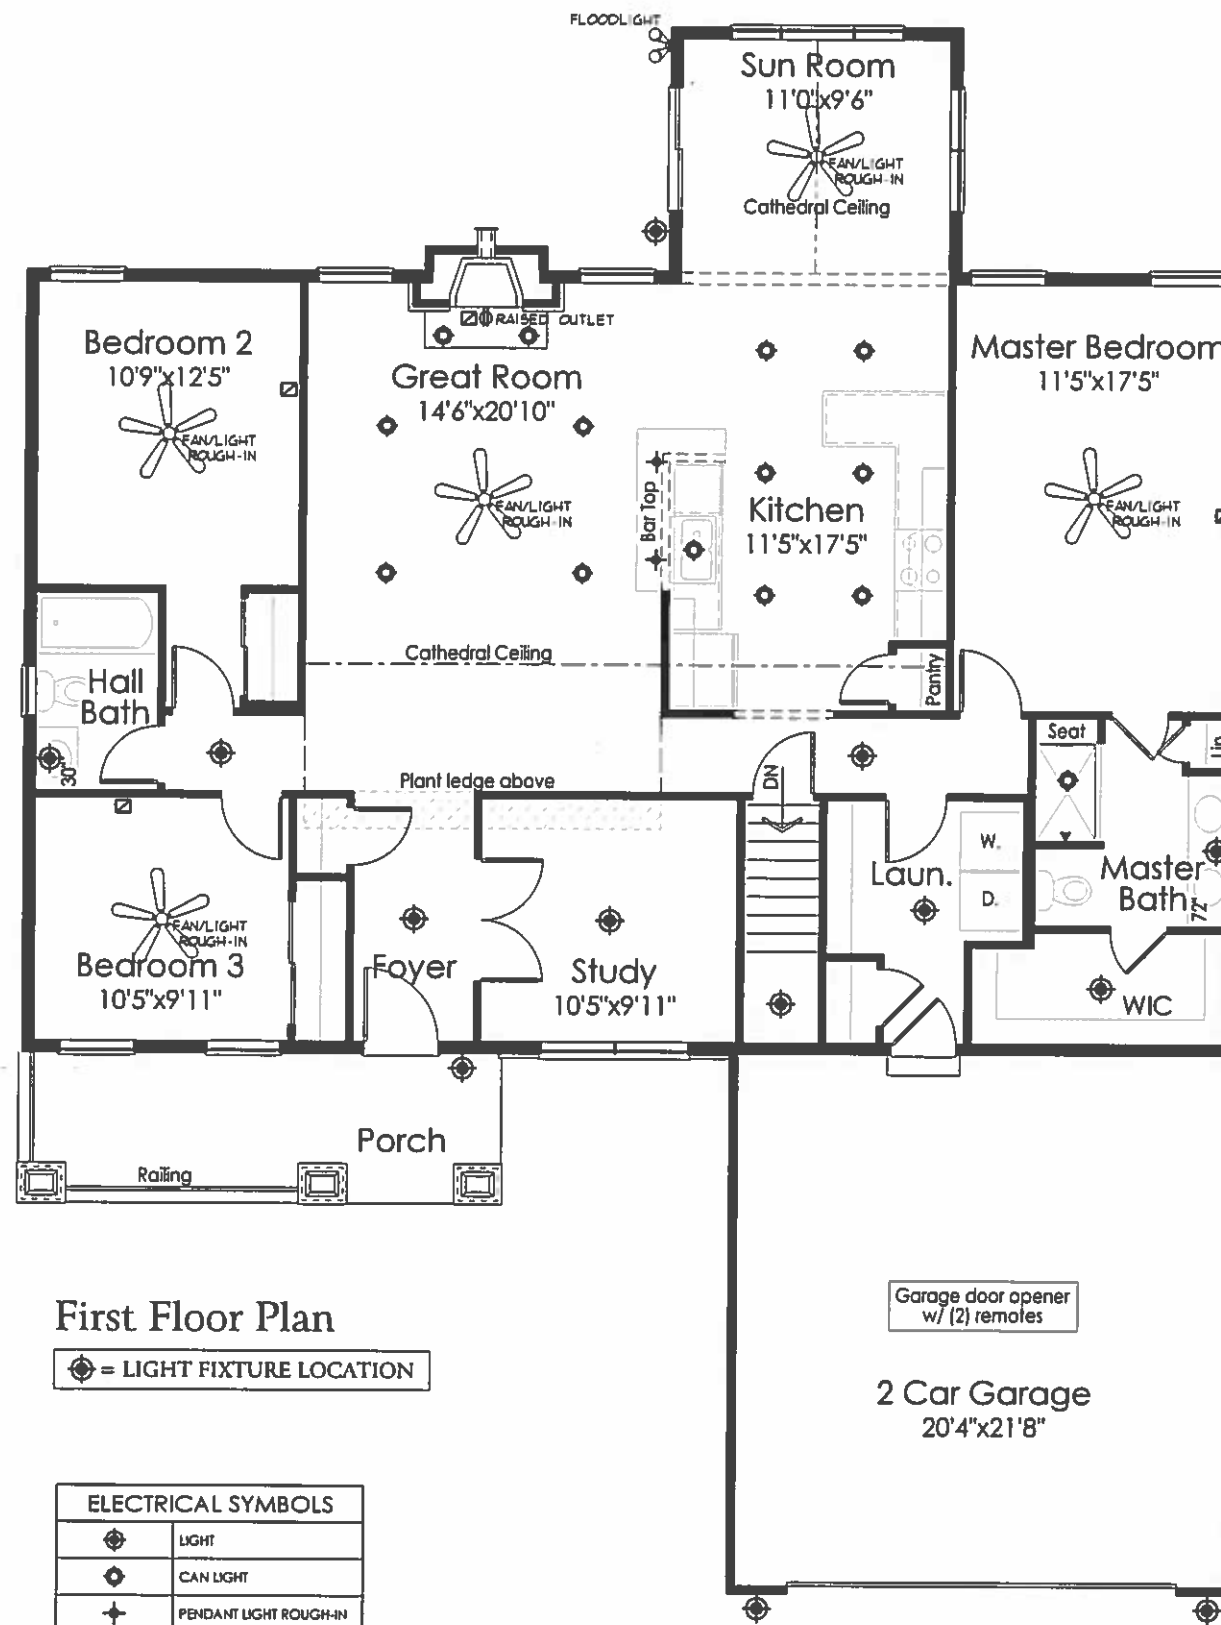 FLOODLIGHT
Sun Room
11'0"x9'6"
FAN/LIGHT
ROUGH-IN
Cathedral Ceiling
RAISED OUTLET
Bedroom 2
10'9"x12'5"
FAN/LIGHT
ROUGH-IN
Great Room
14'6"x20'10"
FAN/LIGHT
ROUGH-IN
Master Bedroom
11'5"x17'5"
FAN/LIGHT
ROUGH-IN
Bar Top
Kitchen
11'5"x17'5"
Cathedral Ceiling
Pantry
Hall
Bath
30"
Seat
Lin
Plant ledge above
DN
W.
D.
Laun.
Master
Bath
72"
FAN/LIGHT
ROUGH-IN
Bedroom 3
10'5"x9'11"
Foyer
Study
10'5"x9'11"
WIC
Porch
Railing
First Floor Plan
= LIGHT FIXTURE LOCATION
Garage door opener
w/ (2) remotes
2 Car Garage
20'4"x21'8"
ELECTRICAL SYMBOLS
LIGHT
CAN LIGHT
PENDANT LIGHT ROUGH-IN